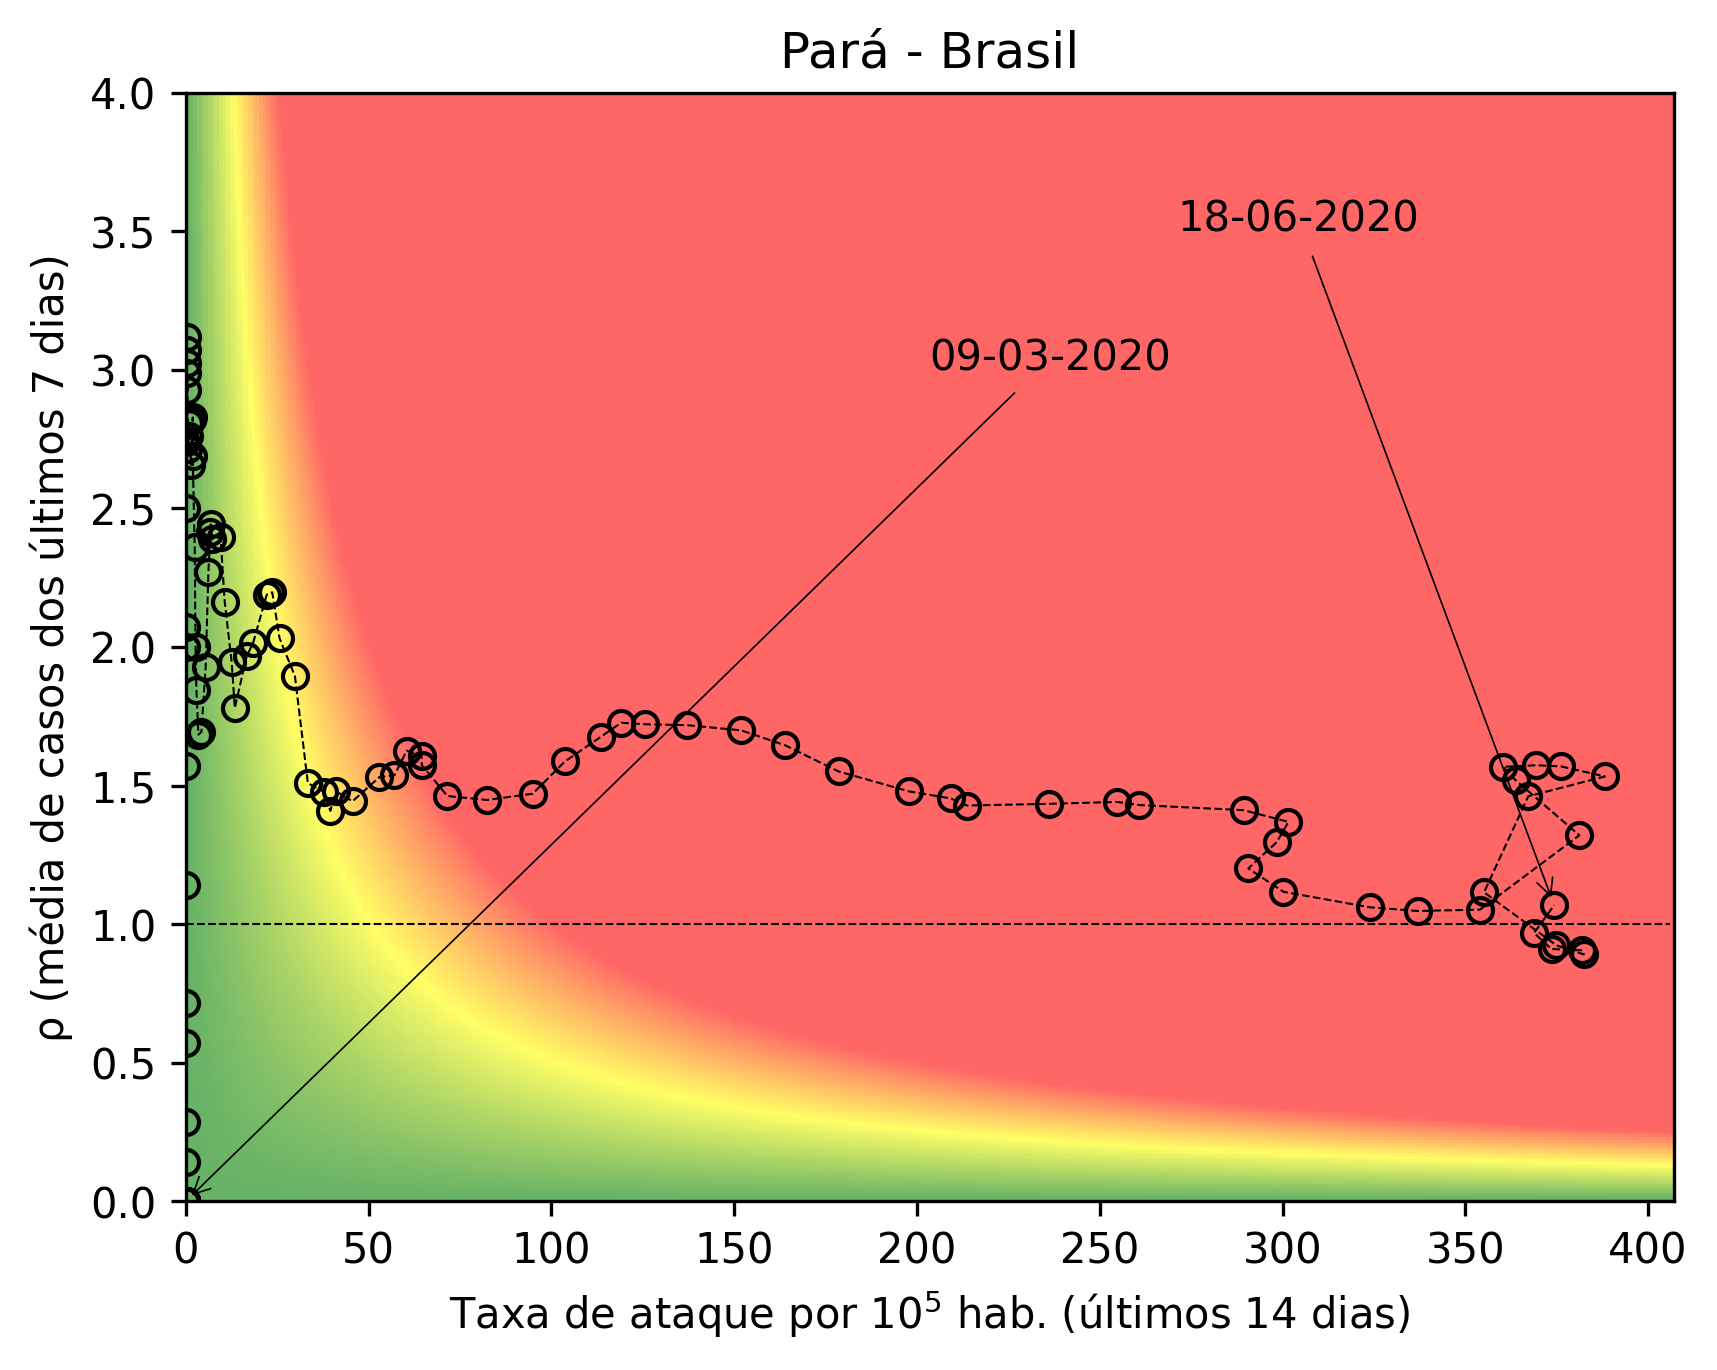 Pará - Brasil
4.0
3.5
3.0
2.5
2.0
1.5
1.0
0.5
0.0
ρ (média de casos dos últimos 7 dias)
18-06-2020
09-03-2020
0 50 100 150 200 250 300 350 400
Taxa de ataque por 10⁵ hab. (últimos 14 dias)